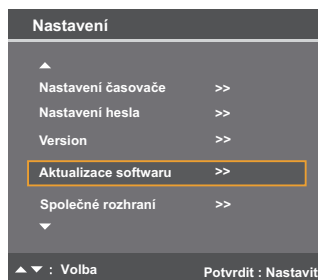 Nastavení
▲
Nastavení časovače >>
Nastavení hesla >>
Version >>
Aktualizace softwaru >>
Společné rozhraní >>
▼
▲▼ : Volba Potvrdit : Nastavit